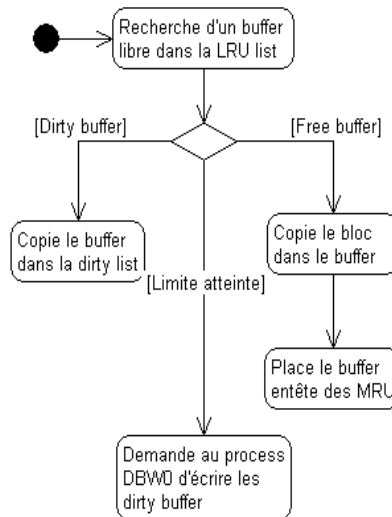 Recherche d'un buffer
libre dans la LRU list
[Dirty buffer]
[Free buffer]
Copie le buffer
dans la dirty list
Copie le bloc
dans le buffer
[Limite atteinte]
Place le buffer
entête des MRU
Demande au process
DBW0 d'écrire les
dirty buffer